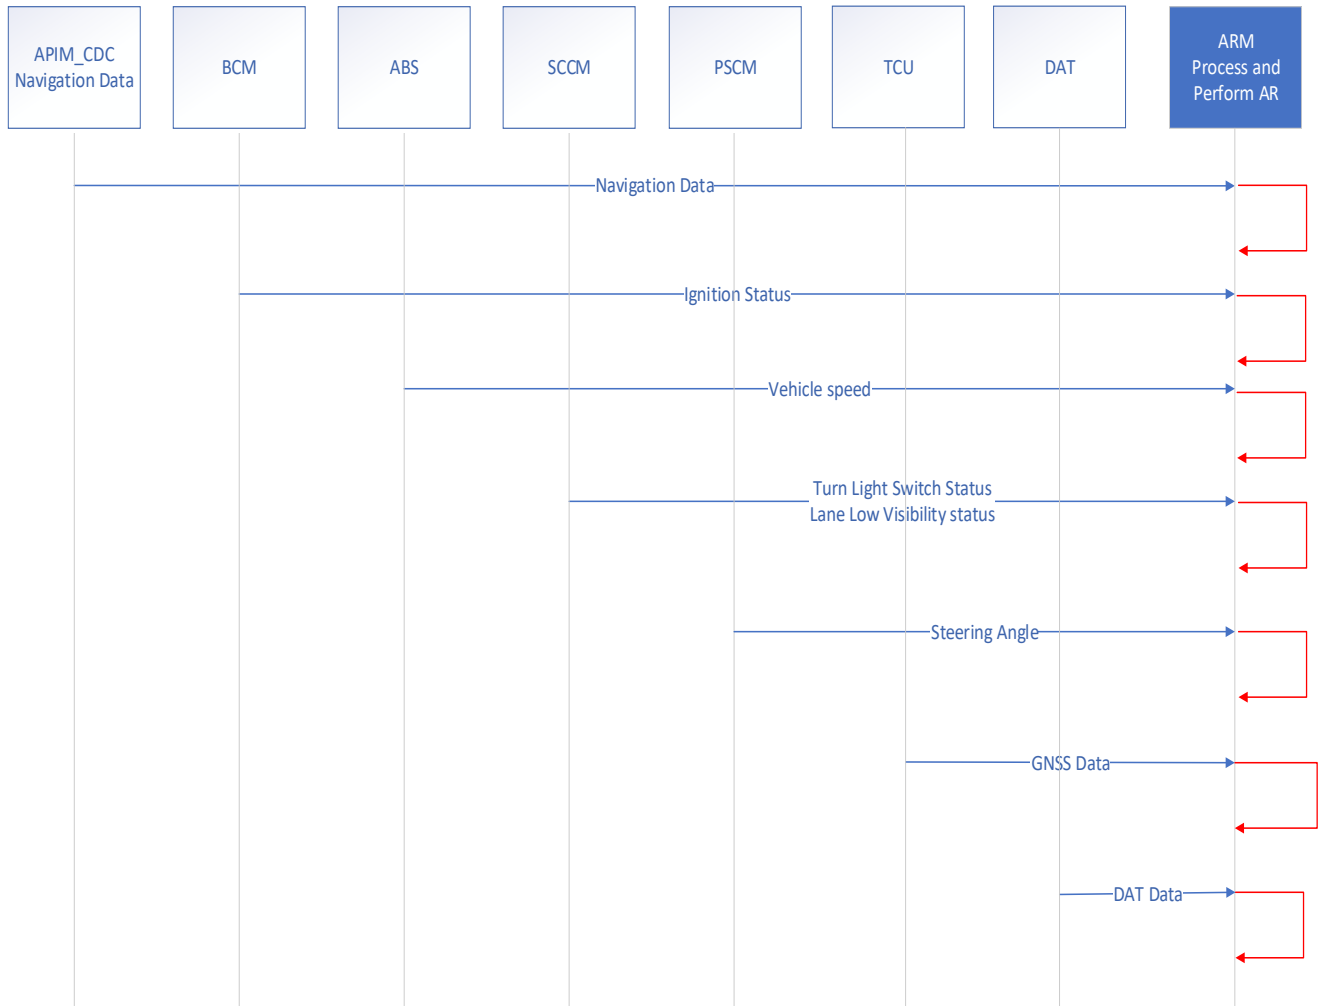 APIM_CDC
Navigation Data
BCM
ABS
SCCM
PSCM
TCU
DAT
ARM
Process and
Perform AR
Navigation Data
Ignition Status
Vehicle speed
Turn Light Switch Status
Lane Low Visibility status
Steering Angle
GNSS Data
DAT Data